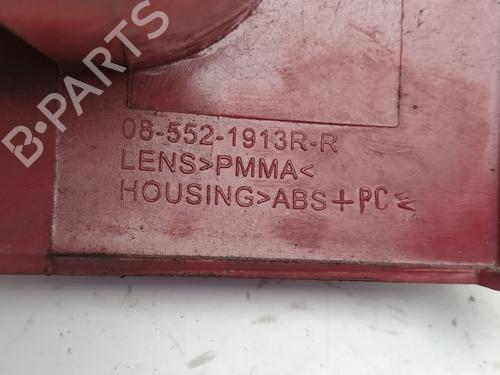 B-PARTS
08-552-1913R-R
LENS>PMMA<
HOUSING>ABS+PC<